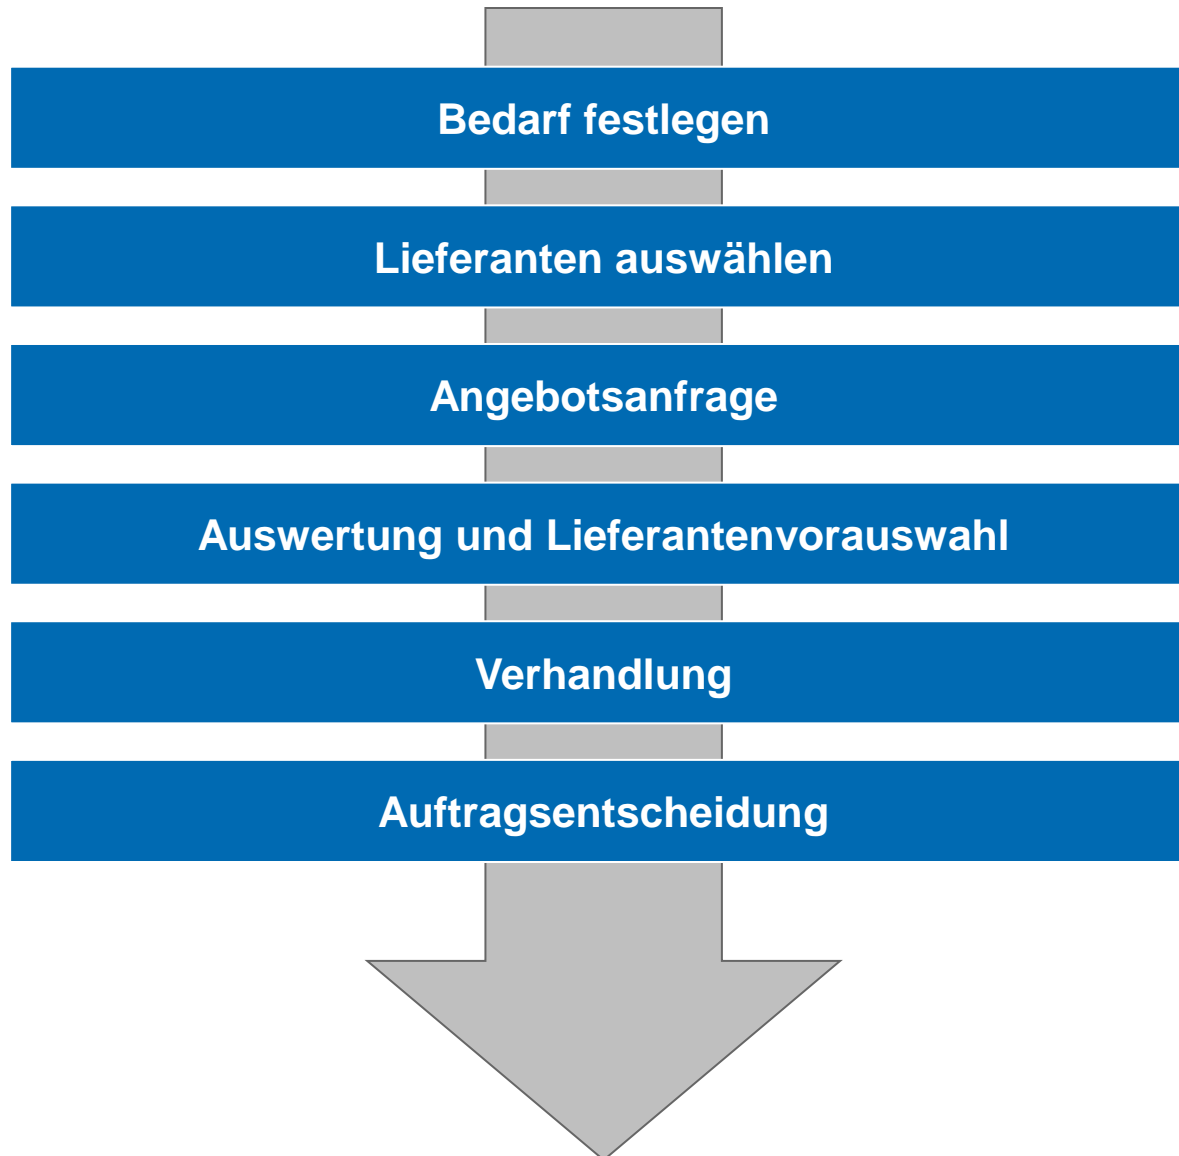 Bedarf festlegen
Lieferanten auswählen
Angebotsanfrage
Auswertung und Lieferantenvorauswahl
Verhandlung
Auftragsentscheidung